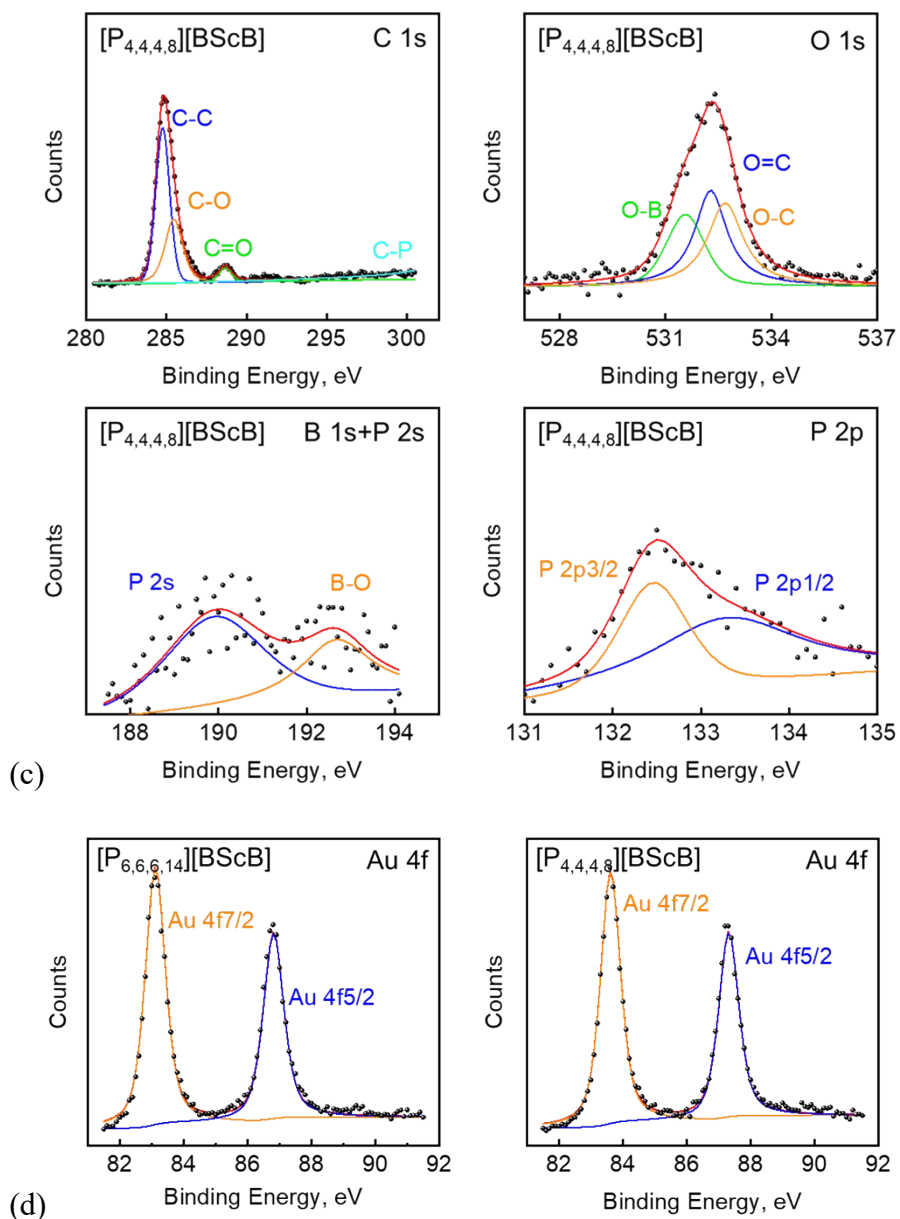 [P4,4,4,8][BScB] C 1s
C-C
C-O
C=O
C-P
Counts
280 285 290 295 300
Binding Energy, eV
[P4,4,4,8][BScB] O 1s
O=C
O-B
O-C
Counts
528 531 534 537
Binding Energy, eV
[P4,4,4,8][BScB] B 1s+P 2s
P 2s
B-O
Counts
188 190 192 194
Binding Energy, eV
[P4,4,4,8][BScB] P 2p
P 2p3/2
P 2p1/2
Counts
131 132 133 134 135
Binding Energy, eV
(c)
[P6,6,6,14][BScB] Au 4f
Au 4f7/2
Au 4f5/2
Counts
82 84 86 88 90 92
Binding Energy, eV
[P4,4,4,8][BScB] Au 4f
Au 4f7/2
Au 4f5/2
Counts
82 84 86 88 90 92
Binding Energy, eV
(d)